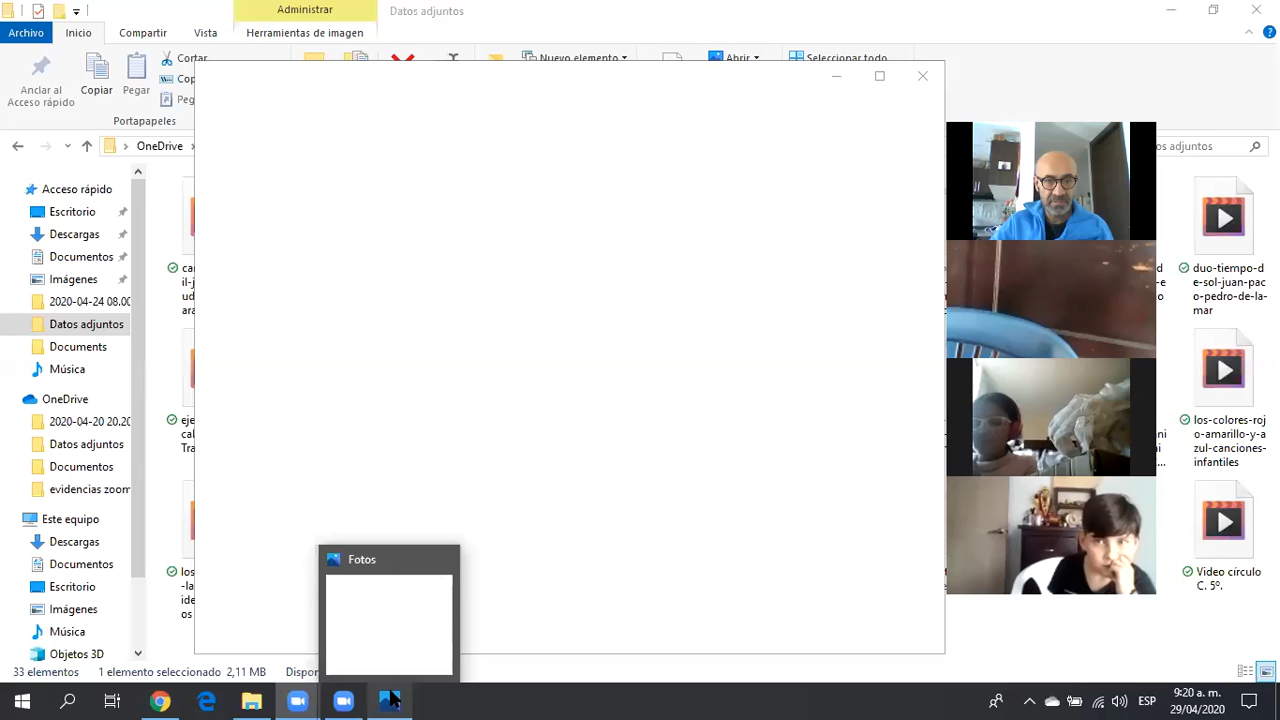 Administrar
Datos adjuntos
Archivo
Inicio
Compartir
Vista
Herramientas de imagen
Anclar al
Acceso rápido
Copiar
Pegar
Cortar
Portapapeles
Nuevo elemento
Abrir
Seleccionar todo
OneDrive
Acceso rápido
Escritorio
Descargas
Documentos
Imágenes
2020-04-24 08.00
Datos adjuntos
Documents
Música
OneDrive
2020-04-20 20.20
Datos adjuntos
Documentos
evidencias zoom
Este equipo
Descargas
Documentos
Escritorio
Imágenes
Música
Objetos 3D
duo-tiempo-d
e-sol-juan-pac
o-pedro-de-la-
mar
los-colores-roj
o-amarillo-y-a
zul-canciones-
infantiles
Video círculo
C. 5º.
Fotos
33 elementos
1 elemento seleccionado 2,11 MB
ESP
9:20 a. m.
29/04/2020